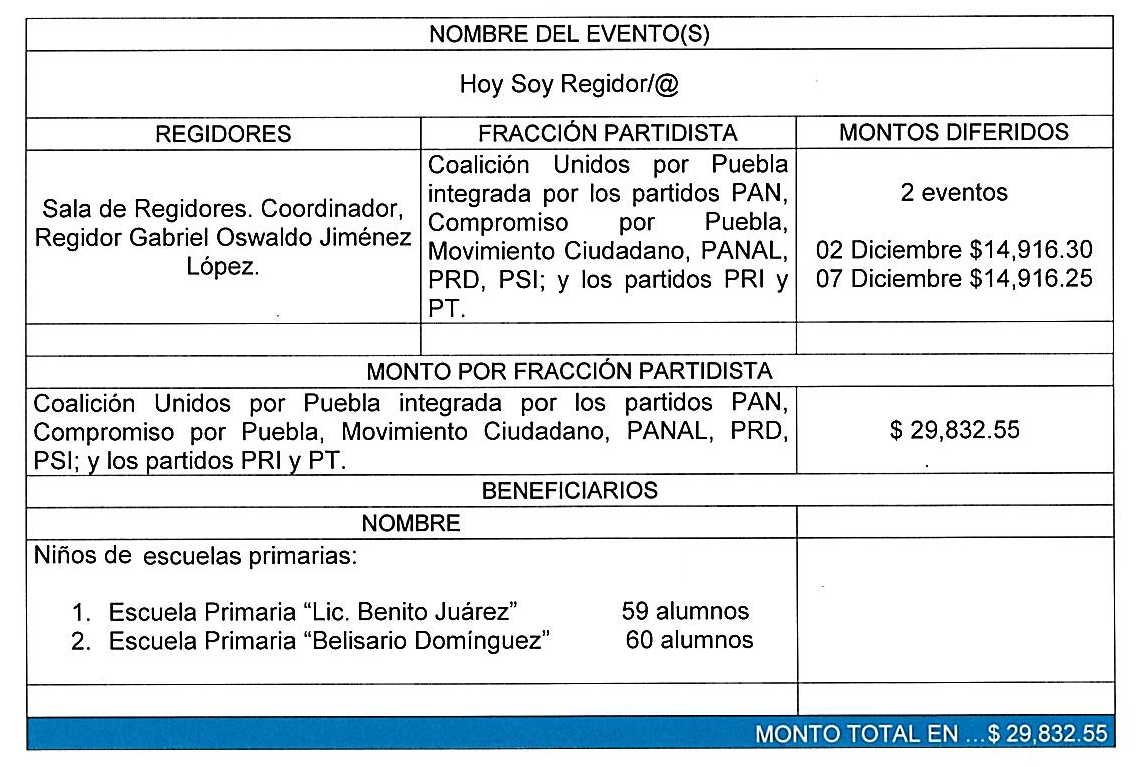 NOMBRE DEL EVENTO(S)
Hoy Soy Regidor/@
REGIDORES
FRACCIÓN PARTIDISTA
MONTOS DIFERIDOS
Sala de Regidores. Coordinador,
Regidor Gabriel Oswaldo Jiménez
López.
Coalición Unidos por Puebla
integrada por los partidos PAN,
Compromiso por Puebla,
Movimiento Ciudadano, PANAL,
PRD, PSI; y los partidos PRI y
PT.
2 eventos
02 Diciembre $14,916.30
07 Diciembre $14,916.25
MONTO POR FRACCIÓN PARTIDISTA
Coalición Unidos por Puebla integrada por los partidos PAN,
Compromiso por Puebla, Movimiento Ciudadano, PANAL, PRD,
PSI; y los partidos PRI y PT.
$ 29,832.55
BENEFICIARIOS
NOMBRE
Niños de escuelas primarias:
1. Escuela Primaria “Lic. Benito Juárez” 59 alumnos
2. Escuela Primaria “Belisario Domínguez” 60 alumnos
MONTO TOTAL EN ...$ 29,832.55